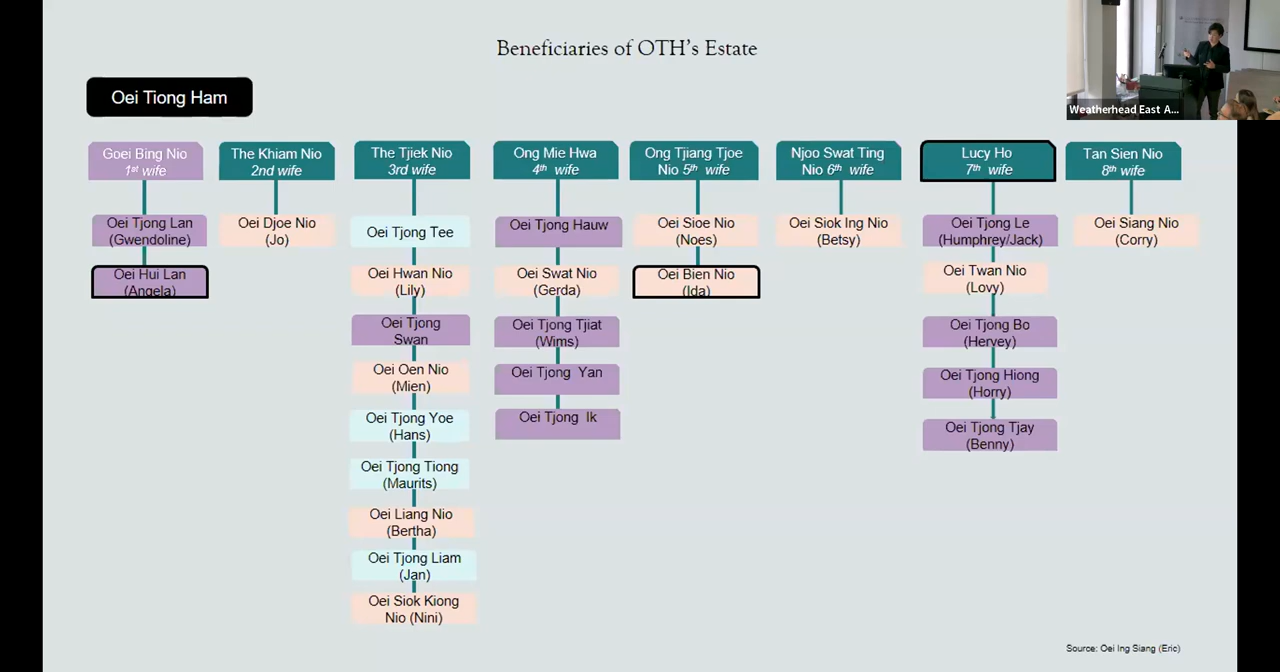 Beneficiaries of OTH's Estate
Weatherhead East A...
Oei Tiong Ham
Goei Bing Nio
1st wife
The Khiam Nio
2nd wife
The Tjiek Nio
3rd wife
Ong Mie Hwa
4th wife
Ong Tjiang Tjoe
Nio 5th wife
Njoo Swat Ting
Nio 6th wife
Lucy Ho
7th wife
Tan Sien Nio
8th wife
Oei Tjong Lan
(Gwendoline)
Oei Hui Lan
(Angela)
Oei Djoe Nio
(Jo)
Oei Tjong Tee
Oei Hwan Nio
(Lily)
Oei Tjong
Swan
Oei Oen Nio
(Mien)
Oei Tjong Yoe
(Hans)
Oei Tjong Tiong
(Maurits)
Oei Liang Nio
(Bertha)
Oei Tjong Liam
(Jan)
Oei Siok Kiong
Nio (Nini)
Oei Tjong Hauw
Oei Swat Nio
(Gerda)
Oei Tjong Tjiat
(Wims)
Oei Tjong Yan
Oei Tjong Ik
Oei Sioe Nio
(Noes)
Oei Bien Nio
(Ida)
Oei Siok Ing Nio
(Betsy)
Oei Tjong Le
(Humphrey/Jack)
Oei Twan Nio
(Lovy)
Oei Tjong Bo
(Hervey)
Oei Tjong Hiong
(Horry)
Oei Tjong Tjay
(Benny)
Oei Siang Nio
(Corry)
Source: Oei Ing Siang (Eric)